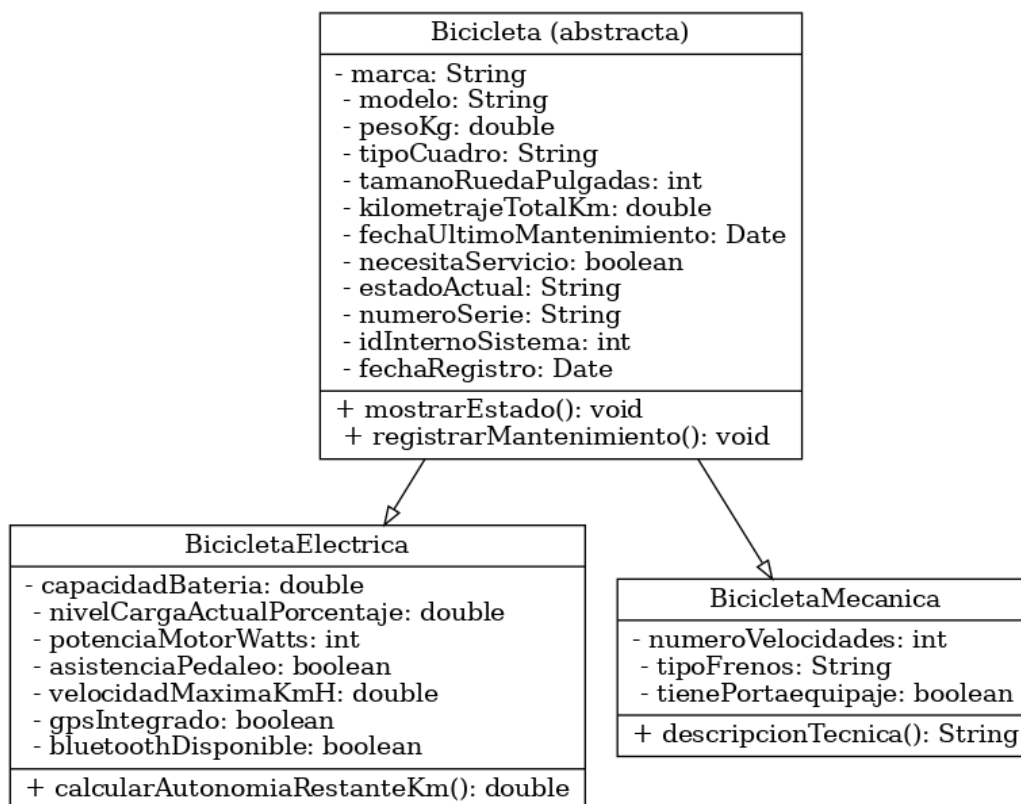 Bicicleta (abstracta)
- marca: String
- modelo: String
- pesoKg: double
- tipoCuadro: String
- tamanoRuedaPulgadas: int
- kilometrajeTotalKm: double
- fechaUltimoMantenimiento: Date
- necesitaServicio: boolean
- estadoActual: String
- numeroSerie: String
- idInternoSistema: int
- fechaRegistro: Date
+ mostrarEstado(): void
+ registrarMantenimiento(): void
BicicletaElectrica
- capacidadBateria: double
- nivelCargaActualPorcentaje: double
- potenciaMotorWatts: int
- asistenciaPedaleo: boolean
- velocidadMaximaKmH: double
- gpsIntegrado: boolean
- bluetoothDisponible: boolean
+ calcularAutonomiaRestanteKm(): double
BicicletaMecanica
- numeroVelocidades: int
- tipoFrenos: String
- tienePortaequipaje: boolean
+ descripcionTecnica(): String